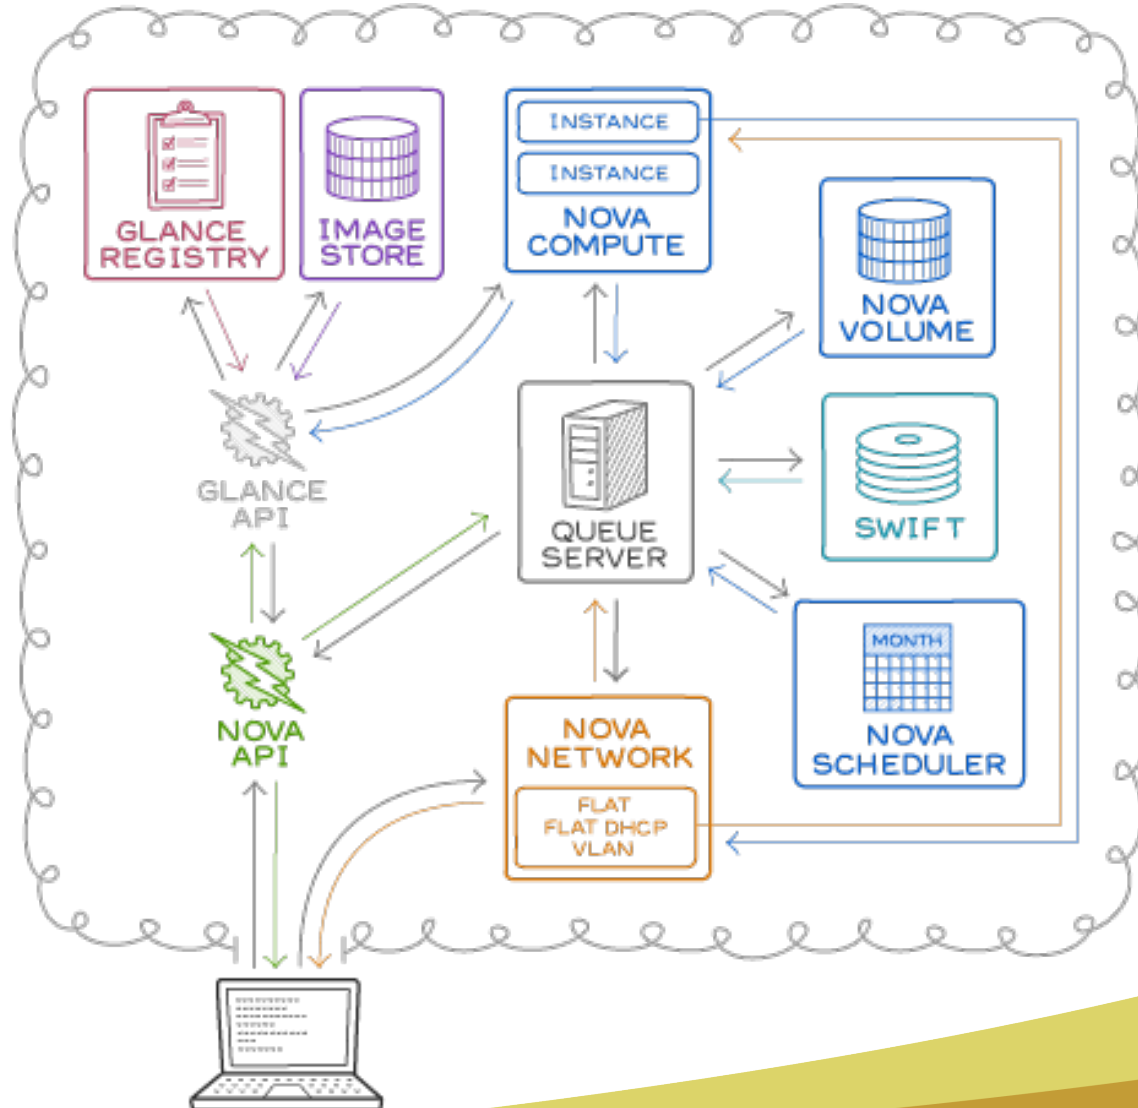 GLANCE
REGISTRY
IMAGE
STORE
INSTANCE
INSTANCE
NOVA
COMPUTE
NOVA
VOLUME
GLANCE
API
QUEUE
SERVER
SWIFT
NOVA
API
MONTH
NOVA
SCHEDULER
NOVA
NETWORK
FLAT
FLAT DHCP
VLAN